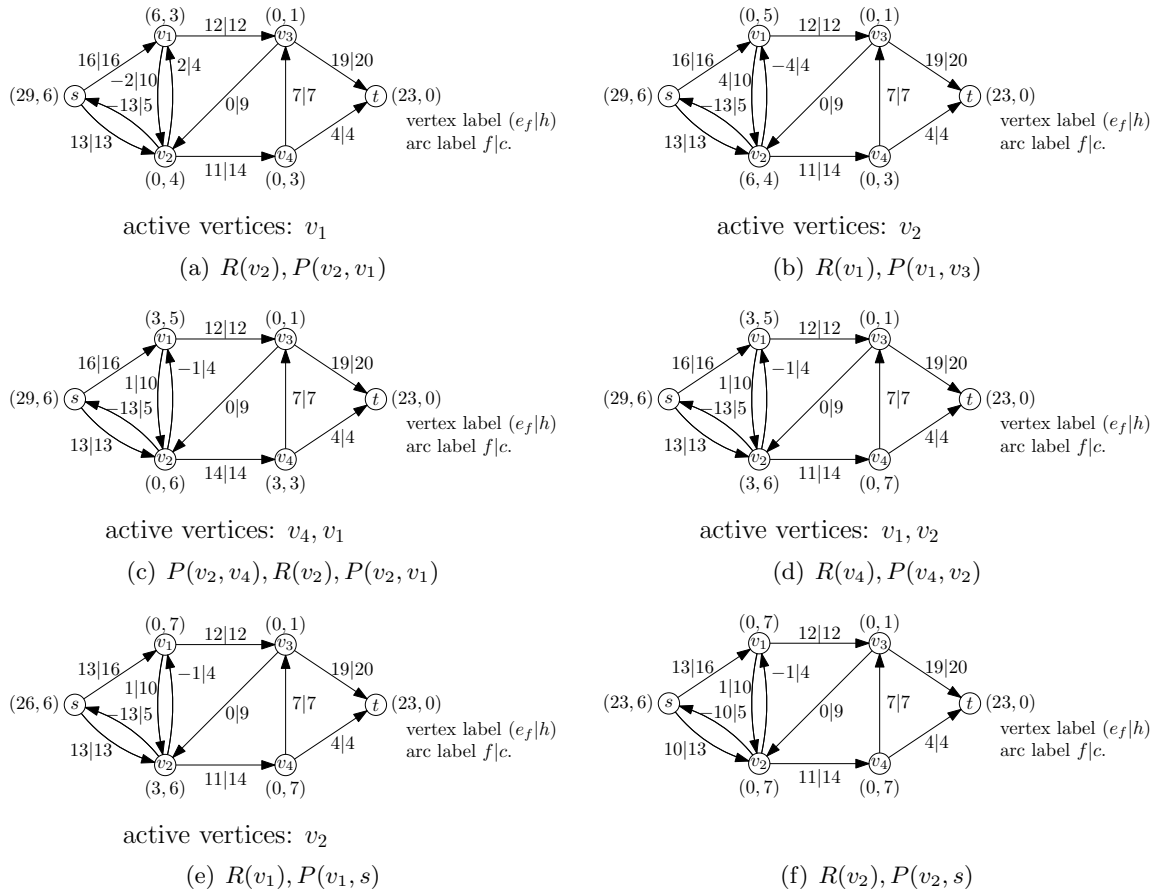 (6, 3) 12|12 (0, 1)
v1 v3
16|16 −2|10 2|4 19|20
(29, 6) s −13|5 0|9 7|7 t (23, 0)
13|13 4|4 vertex label (e_f|h)
v2 v4 arc label f|c.
(0, 4) 11|14 (0, 3)
active vertices: v1
(a) R(v2), P(v2, v1)
(0, 5) 12|12 (0, 1)
v1 v3
16|16 4|10 −4|4 19|20
(29, 6) s −13|5 0|9 7|7 t (23, 0)
13|13 4|4 vertex label (e_f|h)
v2 v4 arc label f|c.
(6, 4) 11|14 (0, 3)
active vertices: v2
(b) R(v1), P(v1, v3)
(3, 5) 12|12 (0, 1)
v1 v3
16|16 1|10 −1|4 19|20
(29, 6) s −13|5 0|9 7|7 t (23, 0)
13|13 4|4 vertex label (e_f|h)
v2 v4 arc label f|c.
(0, 6) 14|14 (3, 3)
active vertices: v4, v1
(c) P(v2, v4), R(v2), P(v2, v1)
(3, 5) 12|12 (0, 1)
v1 v3
16|16 1|10 −1|4 19|20
(29, 6) s −13|5 0|9 7|7 t (23, 0)
13|13 4|4 vertex label (e_f|h)
v2 v4 arc label f|c.
(3, 6) 11|14 (0, 7)
active vertices: v1, v2
(d) R(v4), P(v4, v2)
(0, 7) 12|12 (0, 1)
v1 v3
13|16 1|10 −1|4 19|20
(26, 6) s −13|5 0|9 7|7 t (23, 0)
13|13 4|4 vertex label (e_f|h)
v2 v4 arc label f|c.
(3, 6) 11|14 (0, 7)
active vertices: v2
(e) R(v1), P(v1, s)
(0, 7) 12|12 (0, 1)
v1 v3
13|16 1|10 −1|4 19|20
(23, 6) s −10|5 0|9 7|7 t (23, 0)
10|13 4|4 vertex label (e_f|h)
v2 v4 arc label f|c.
(0, 7) 11|14 (0, 7)
(f) R(v2), P(v2, s)